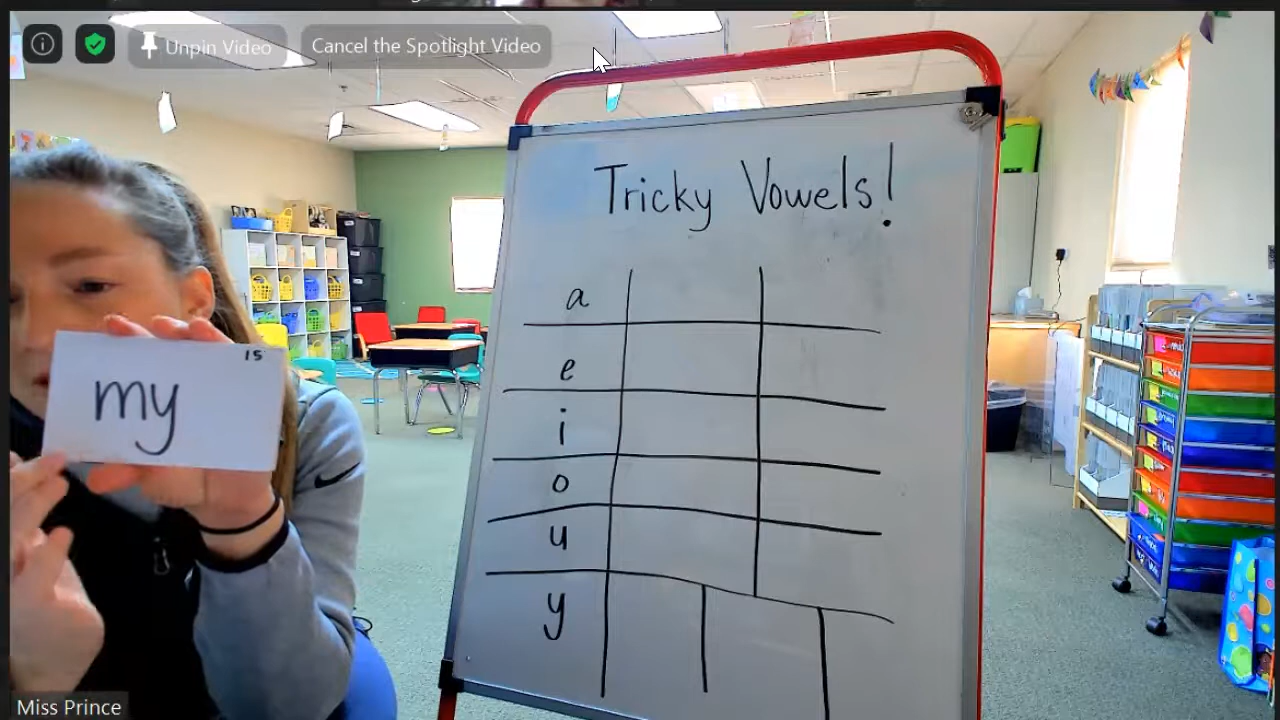 Unpin Video
Cancel the Spotlight Video
Tricky Vowels!
a
e
i
o
u
y
15
my
Miss Prince